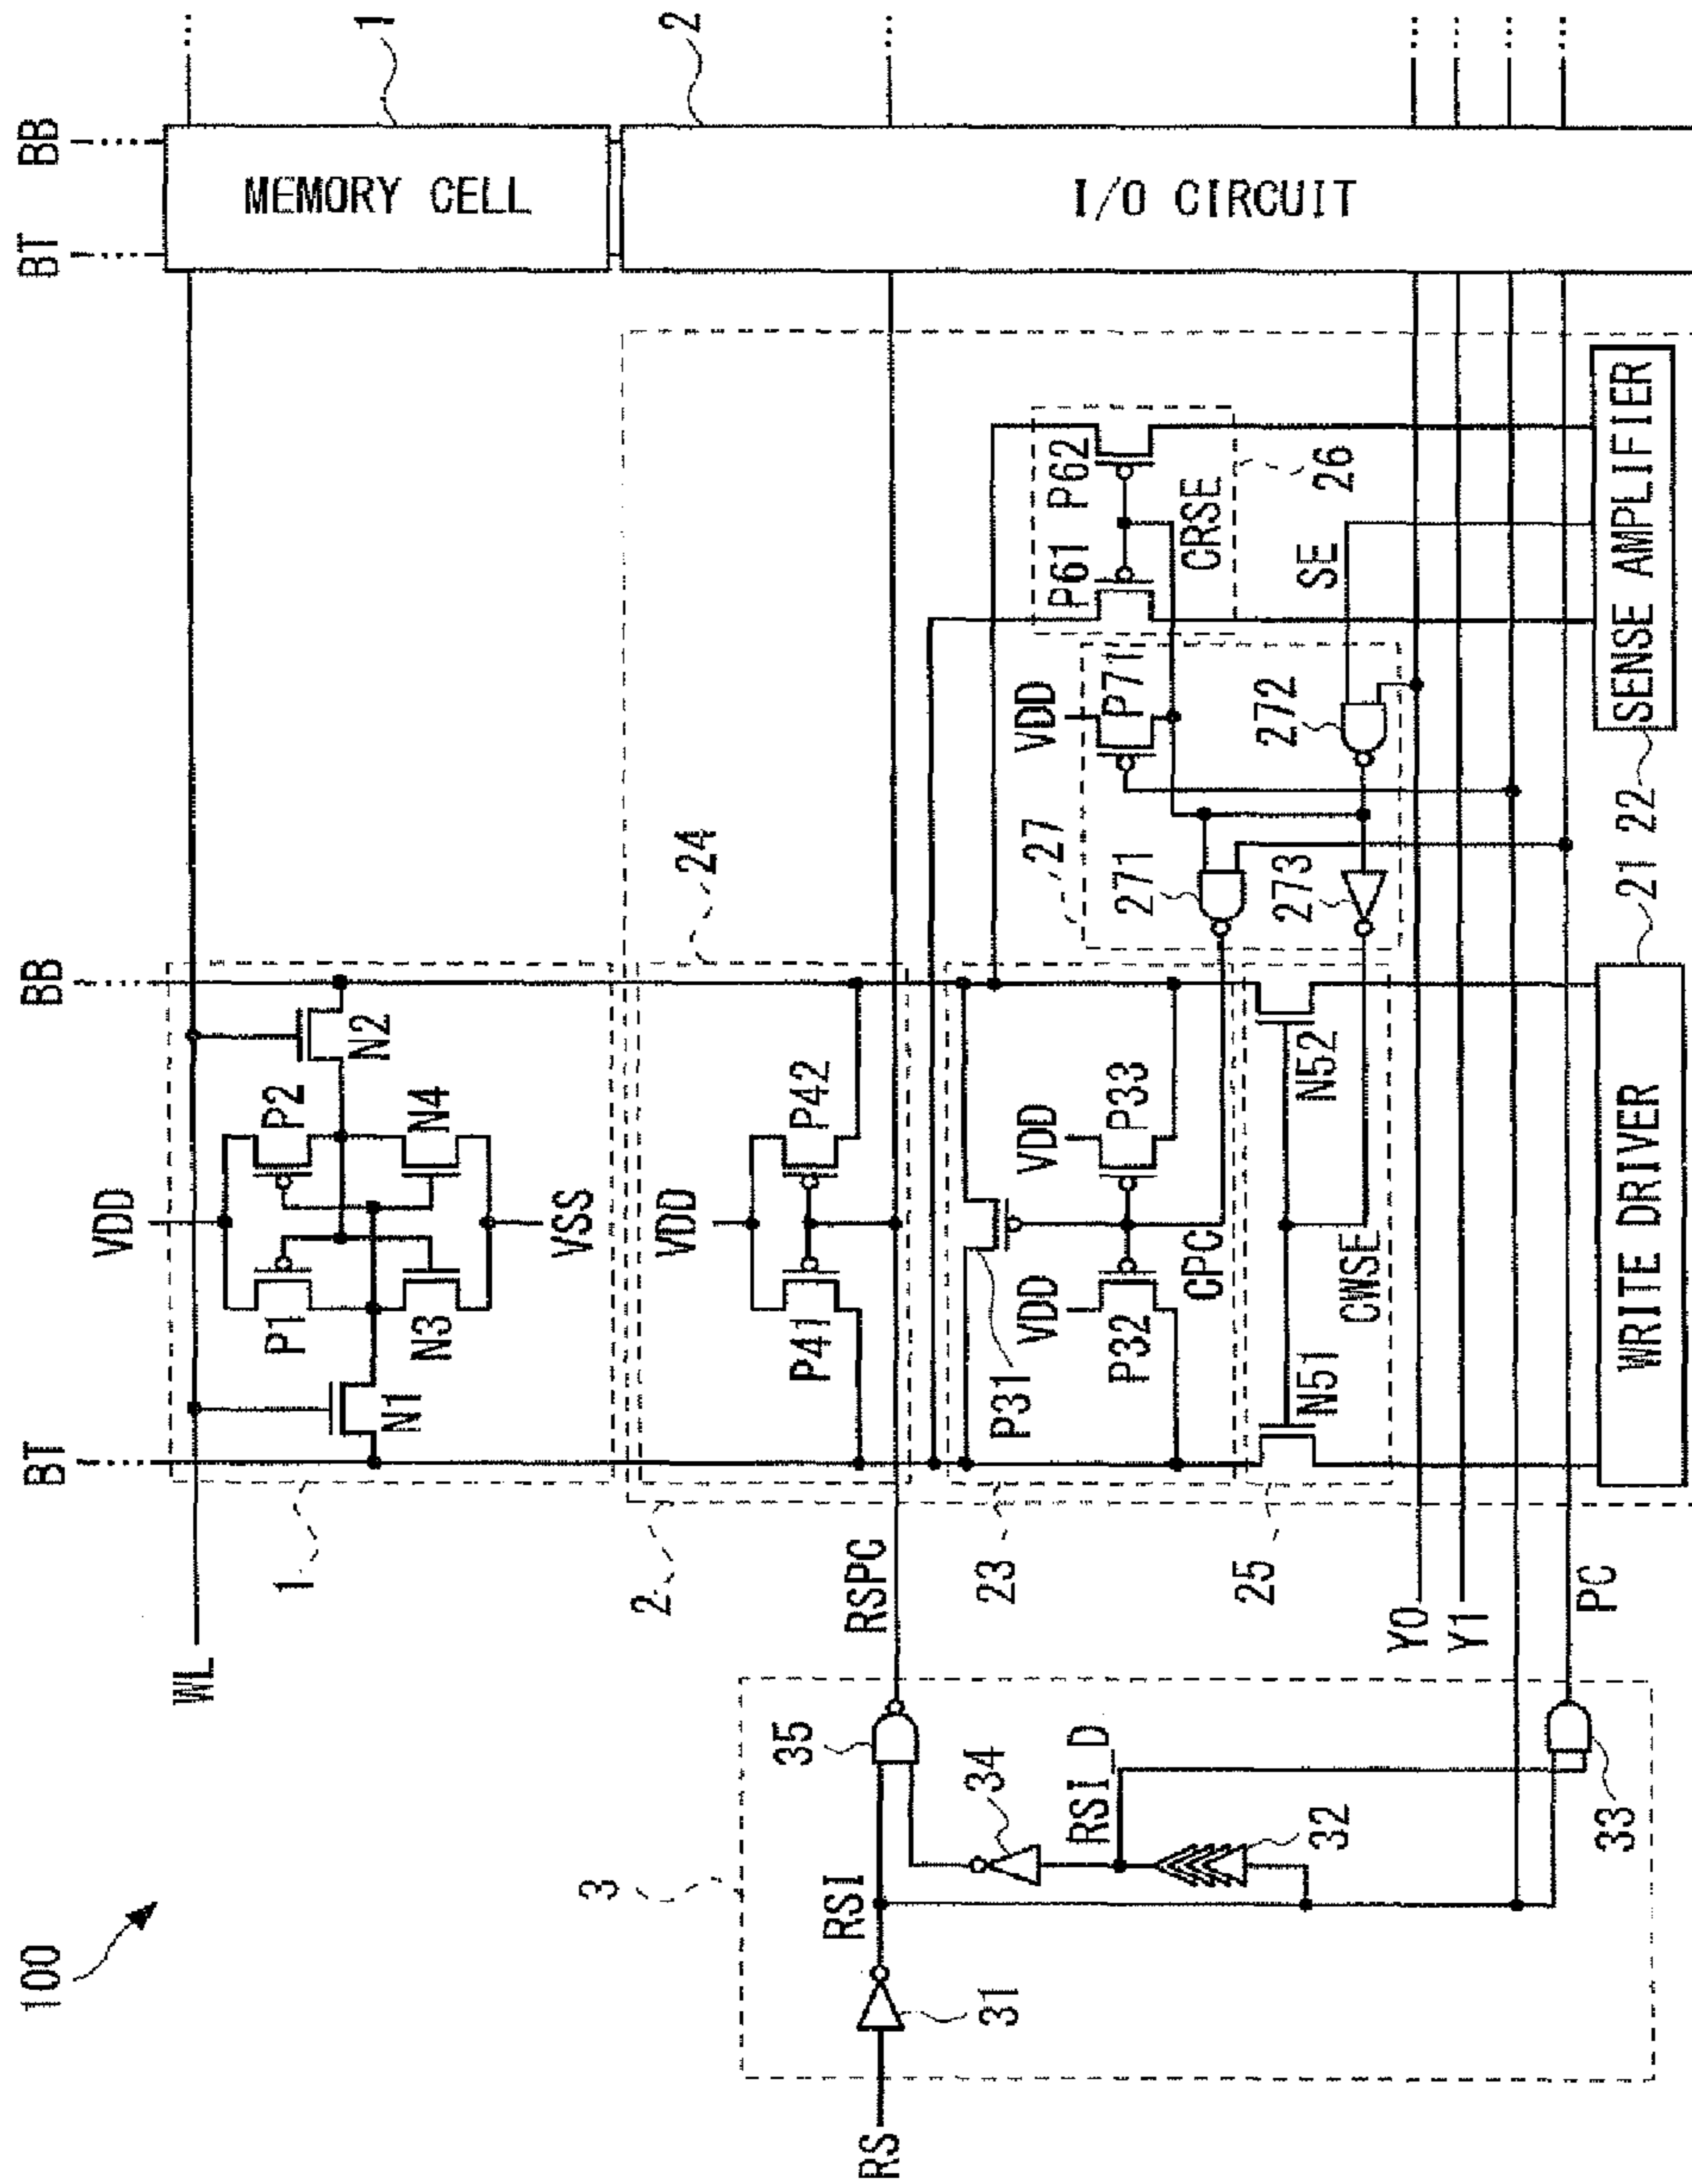 100
BT
BB
BT
BB
WL
VDD
P1
P2
N1
N2
N3
N4
VSS
1
MEMORY CELL
1
2
24
VDD
P41
P42
2
RSPC
RS
31
RSI
3
35
34
RSI_D
32
33
PC
Y0
Y1
23
P31
VDD
VDD
P32
P33
CPC
25
N51
N52
CWSE
27
271
272
273
VDD
P71
P61
P62
CRSE
26
SE
I/O CIRCUIT
WRITE DRIVER
21
22
SENSE AMPLIFIER